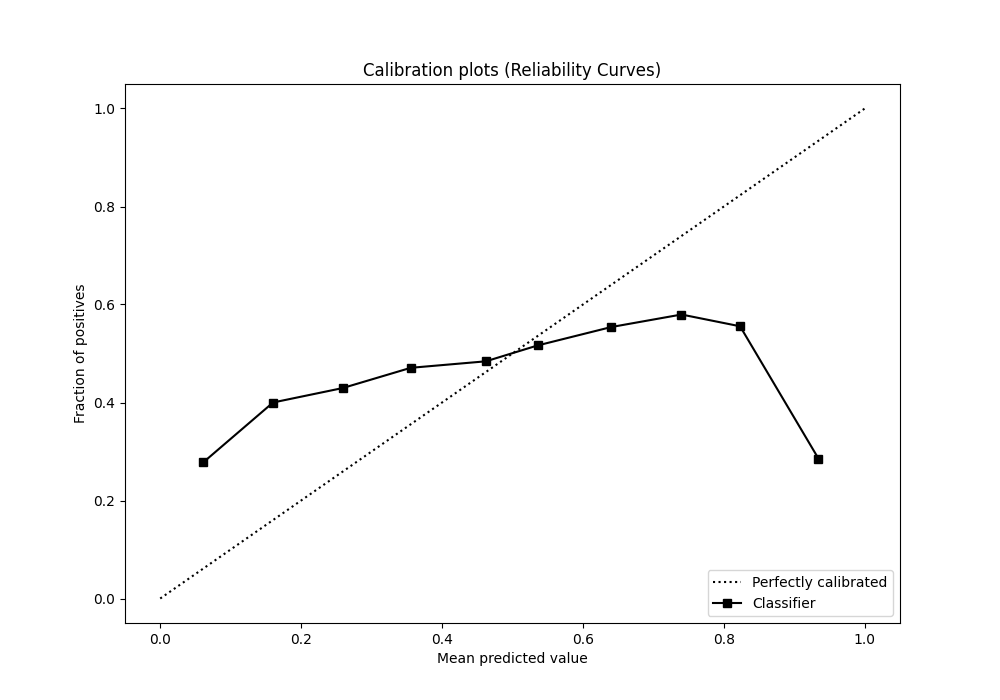 Calibration plots (Reliability Curves)
Fraction of positives
1.0
0.8
0.6
0.4
0.2
0.0
0.0 0.2 0.4 0.6 0.8 1.0
Mean predicted value
Perfectly calibrated
Classifier